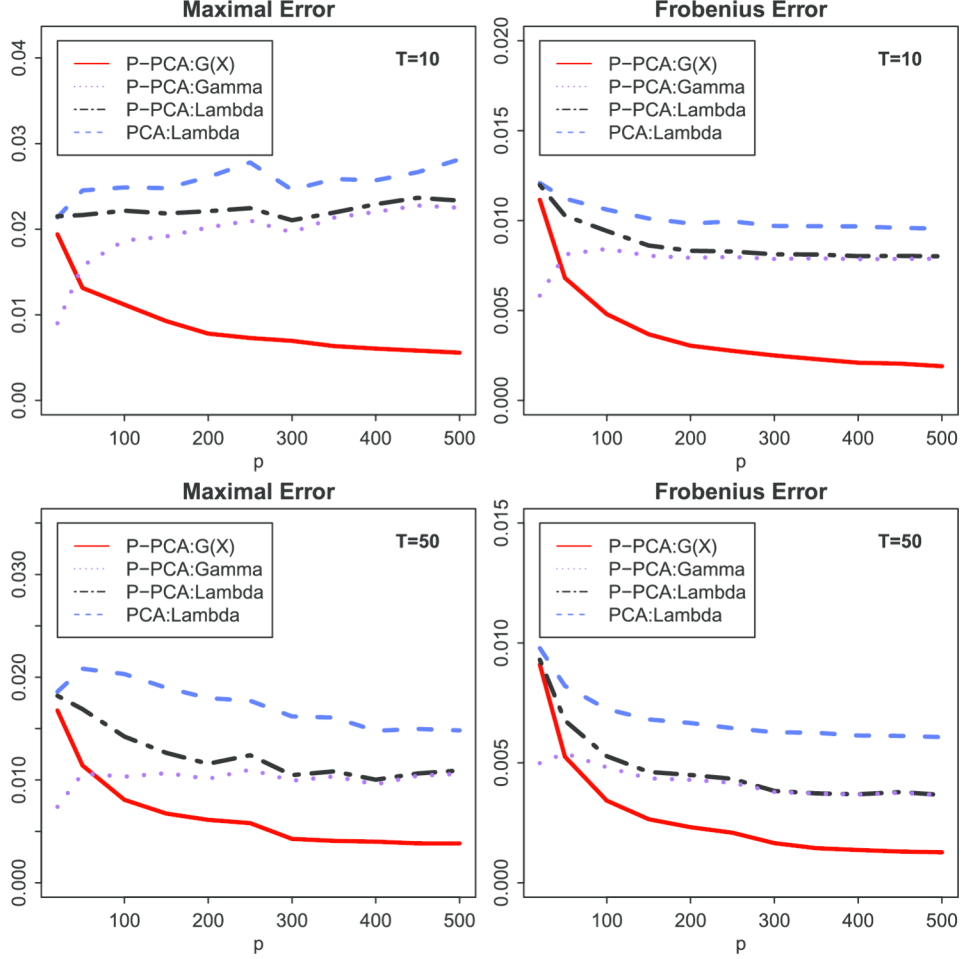 Maximal Error
0.00 0.01 0.02 0.03 0.04
P−PCA:G(X)
P−PCA:Gamma
P−PCA:Lambda
PCA:Lambda
T=10
100 200 300 400 500
p
Frobenius Error
0.000 0.005 0.010 0.015 0.020
P−PCA:G(X)
P−PCA:Gamma
P−PCA:Lambda
PCA:Lambda
T=10
100 200 300 400 500
p
Maximal Error
0.000 0.010 0.020 0.030
P−PCA:G(X)
P−PCA:Gamma
P−PCA:Lambda
PCA:Lambda
T=50
100 200 300 400 500
p
Frobenius Error
0.000 0.005 0.010 0.015
P−PCA:G(X)
P−PCA:Gamma
P−PCA:Lambda
PCA:Lambda
T=50
100 200 300 400 500
p